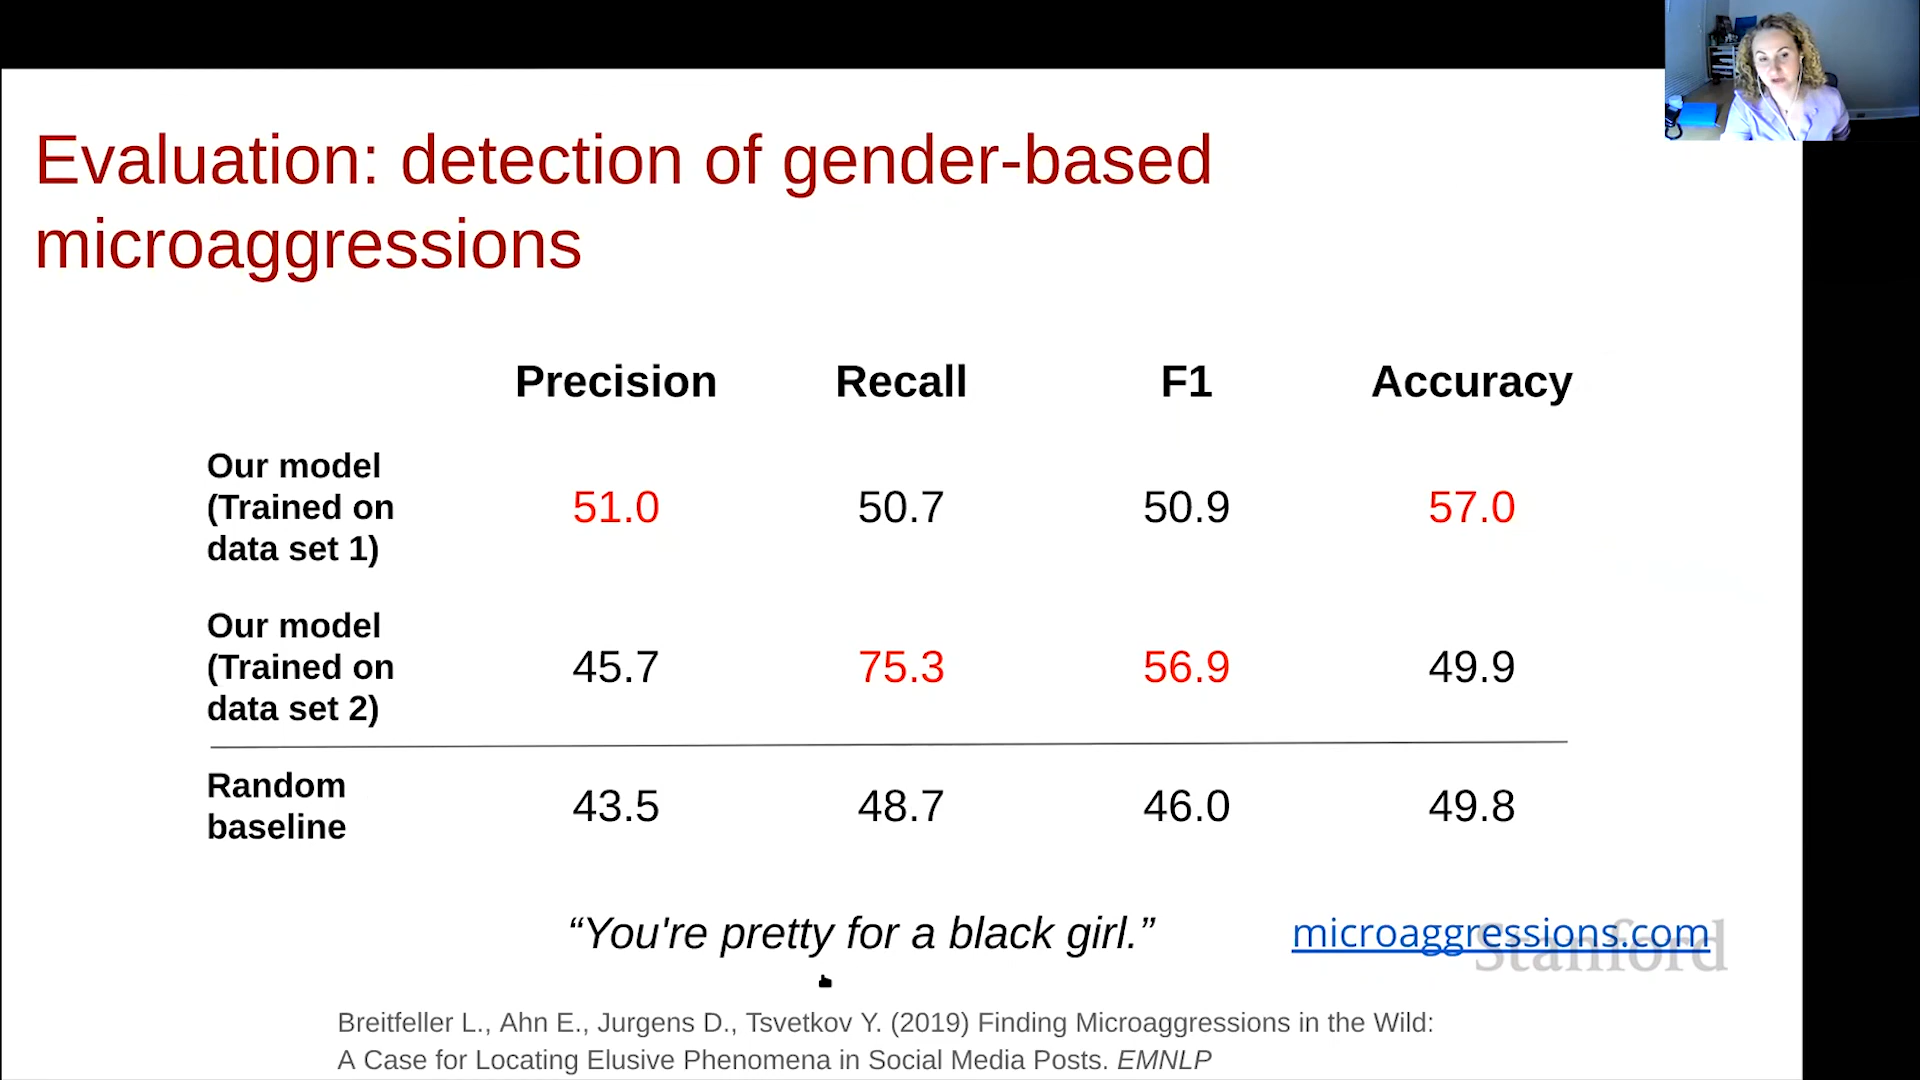 Evaluation: detection of gender-based
microaggressions
Precision Recall F1 Accuracy
Our model
(Trained on
data set 1)
51.0 50.7 50.9 57.0
Our model
(Trained on
data set 2)
45.7 75.3 56.9 49.9
Random
baseline
43.5 48.7 46.0 49.8
“You're pretty for a black girl.”
microaggressions.com
Stanford
Breitfeller L., Ahn E., Jurgens D., Tsvetkov Y. (2019) Finding Microaggressions in the Wild:
A Case for Locating Elusive Phenomena in Social Media Posts. EMNLP